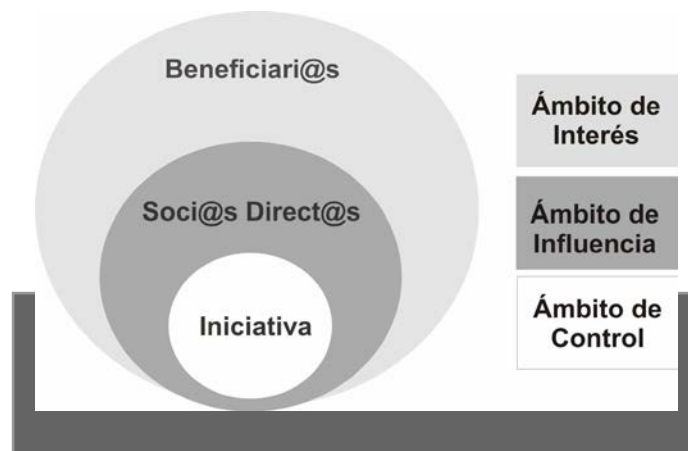 Beneficiari@s
Soci@s Direct@s
Iniciativa
Ámbito de
Interés
Ámbito de
Influencia
Ámbito de
Control